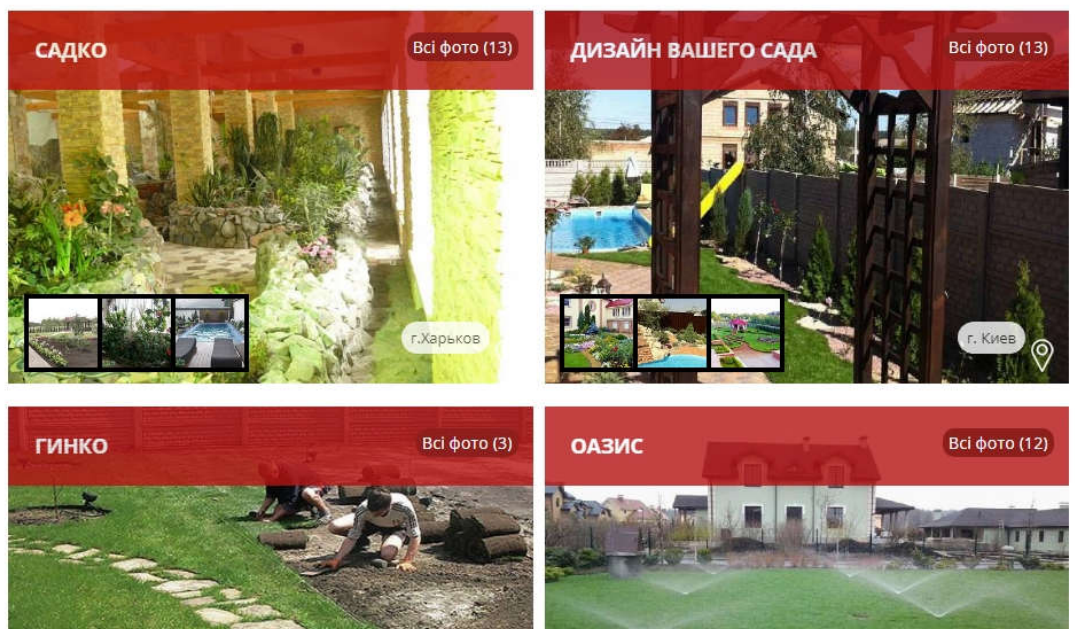 САДКО
Всі фото (13)
г.Харьков
ДИЗАЙН ВАШЕГО САДА
Всі фото (13)
г. Киев
ГИНКО
Всі фото (3)
ОАЗИС
Всі фото (12)